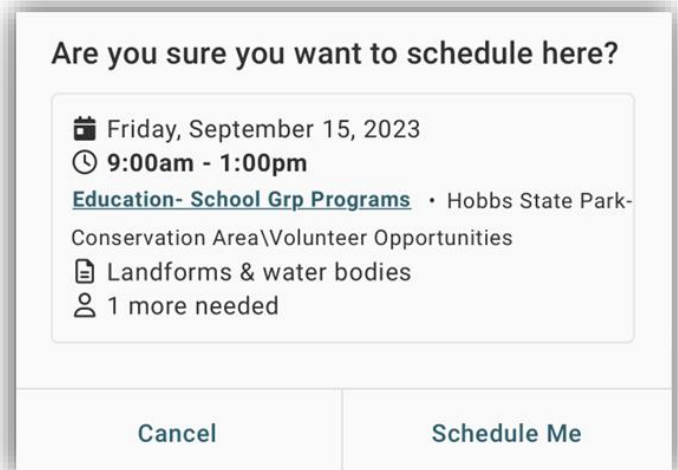 Are you sure you want to schedule here?
Friday, September 15, 2023
9:00am - 1:00pm
Education- School Grp Programs • Hobbs State Park-
Conservation Area\Volunteer Opportunities
Landforms & water bodies
1 more needed
Cancel
Schedule Me